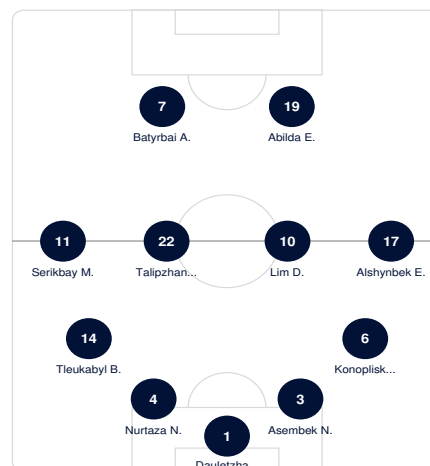 7 19
Batyrbai A. Abilda E.
11 22 10 17
Serikbay M. Talipzhan... Lim D. Alshynbek E.
14 6
Tleukabyl B. Konoplisk...
4 3
Nurtaza N. Asembek N.
1
Dauletzha...